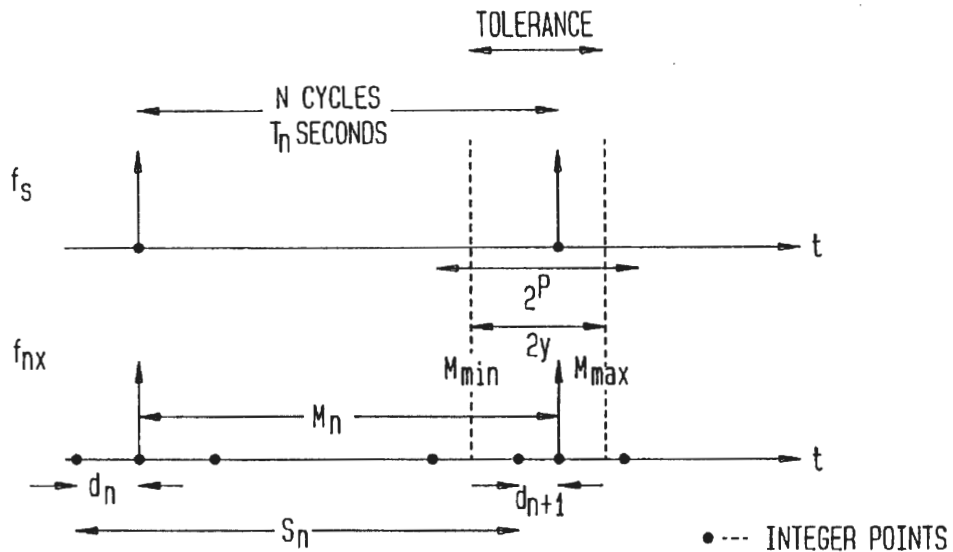 TOLERANCE
N CYCLES
Tn SECONDS
fs
t
2P
2y
fnx
Mmin
Mmax
Mn
t
dn
dn+1
Sn
●--- INTEGER POINTS